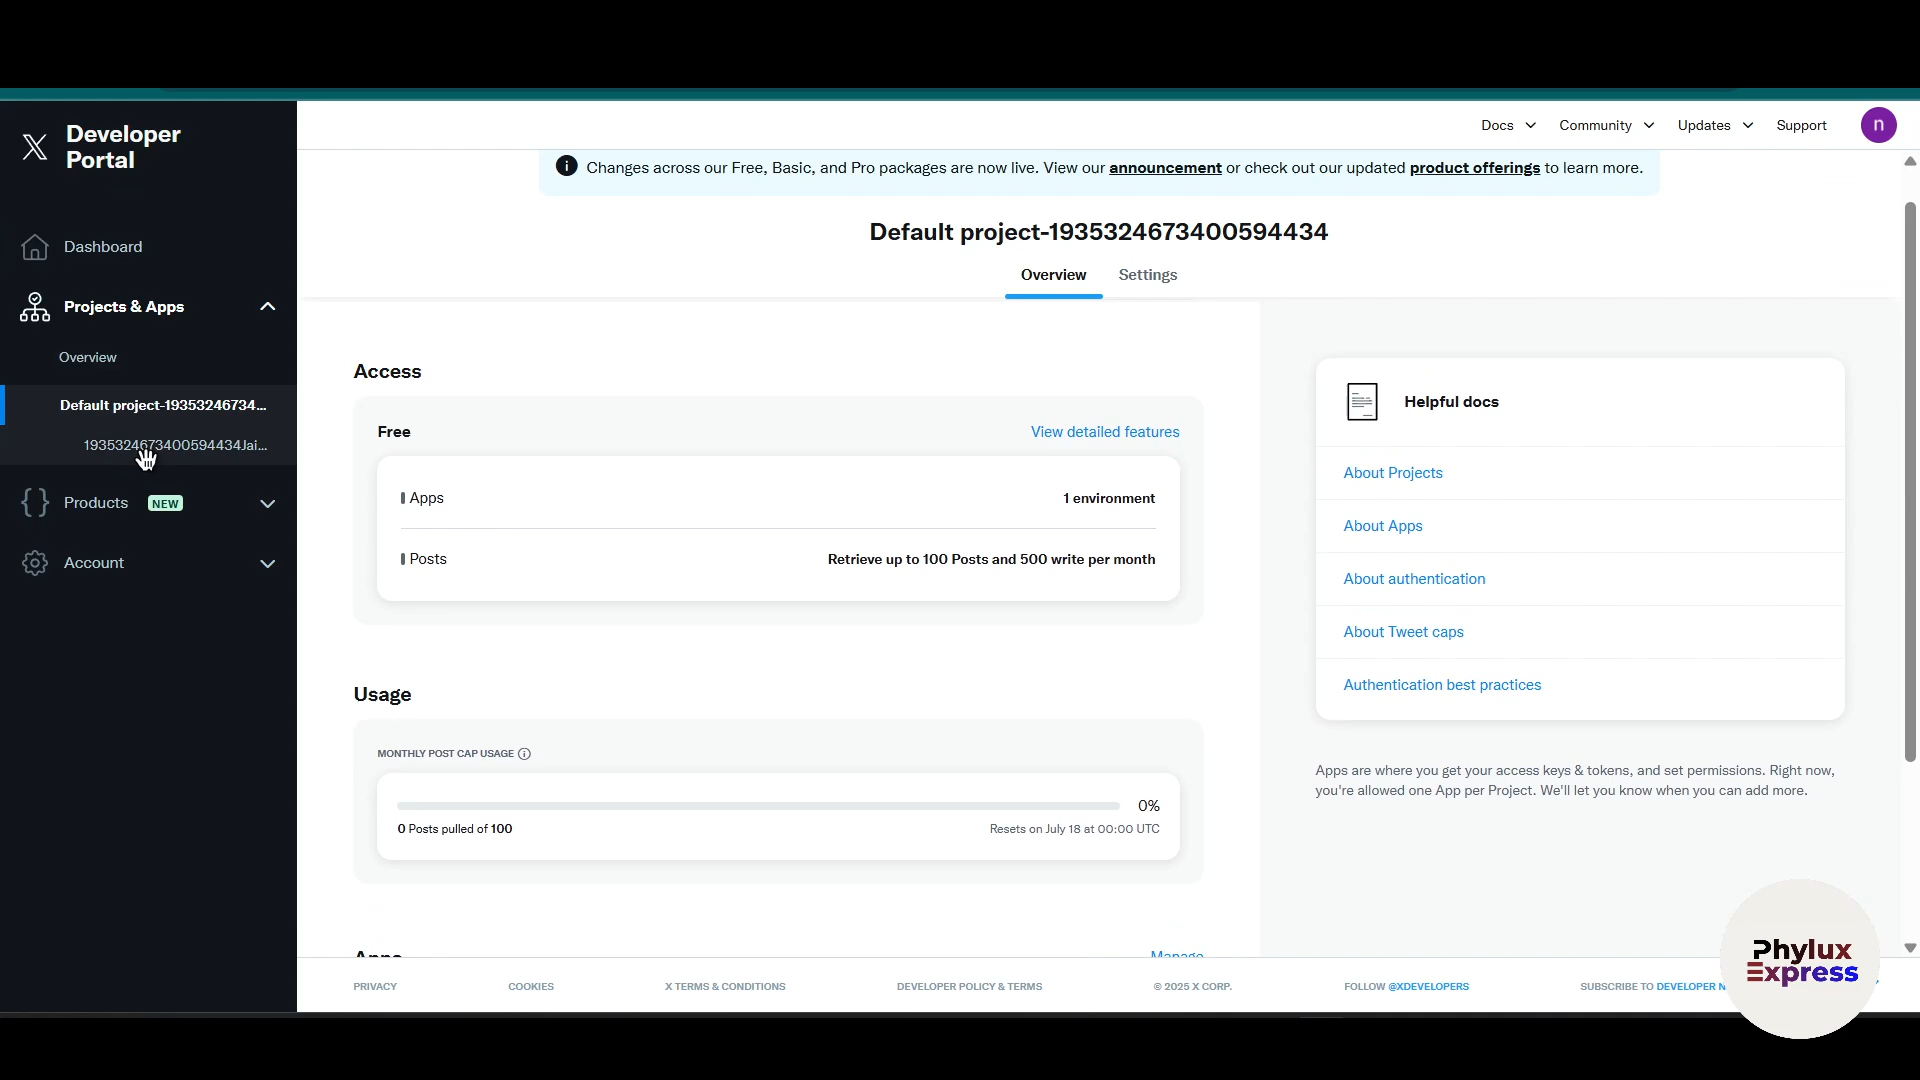 Developer
Portal
Docs
Community
Updates
Support
n
Changes across our Free, Basic, and Pro packages are now live. View our announcement or check out our updated product offerings to learn more.
Default project-1935324673400594434
Overview
Settings
Dashboard
Projects & Apps
Overview
Default project-19353246734...
1935324673400594434Jai...
Products NEW
Account
Access
Free
View detailed features
Apps
1 environment
Posts
Retrieve up to 100 Posts and 500 write per month
Usage
MONTHLY POST CAP USAGE
0%
0 Posts pulled of 100
Resets on July 18 at 00:00 UTC
Apps
Manage
Helpful docs
About Projects
About Apps
About authentication
About Tweet caps
Authentication best practices
Apps are where you get your access keys & tokens, and set permissions. Right now,
you're allowed one App per Project. We'll let you know when you can add more.
PRIVACY
COOKIES
X TERMS & CONDITIONS
DEVELOPER POLICY & TERMS
© 2025 X CORP.
FOLLOW @XDEVELOPERS
SUBSCRIBE TO DEVELOPER N
Phylux
Express